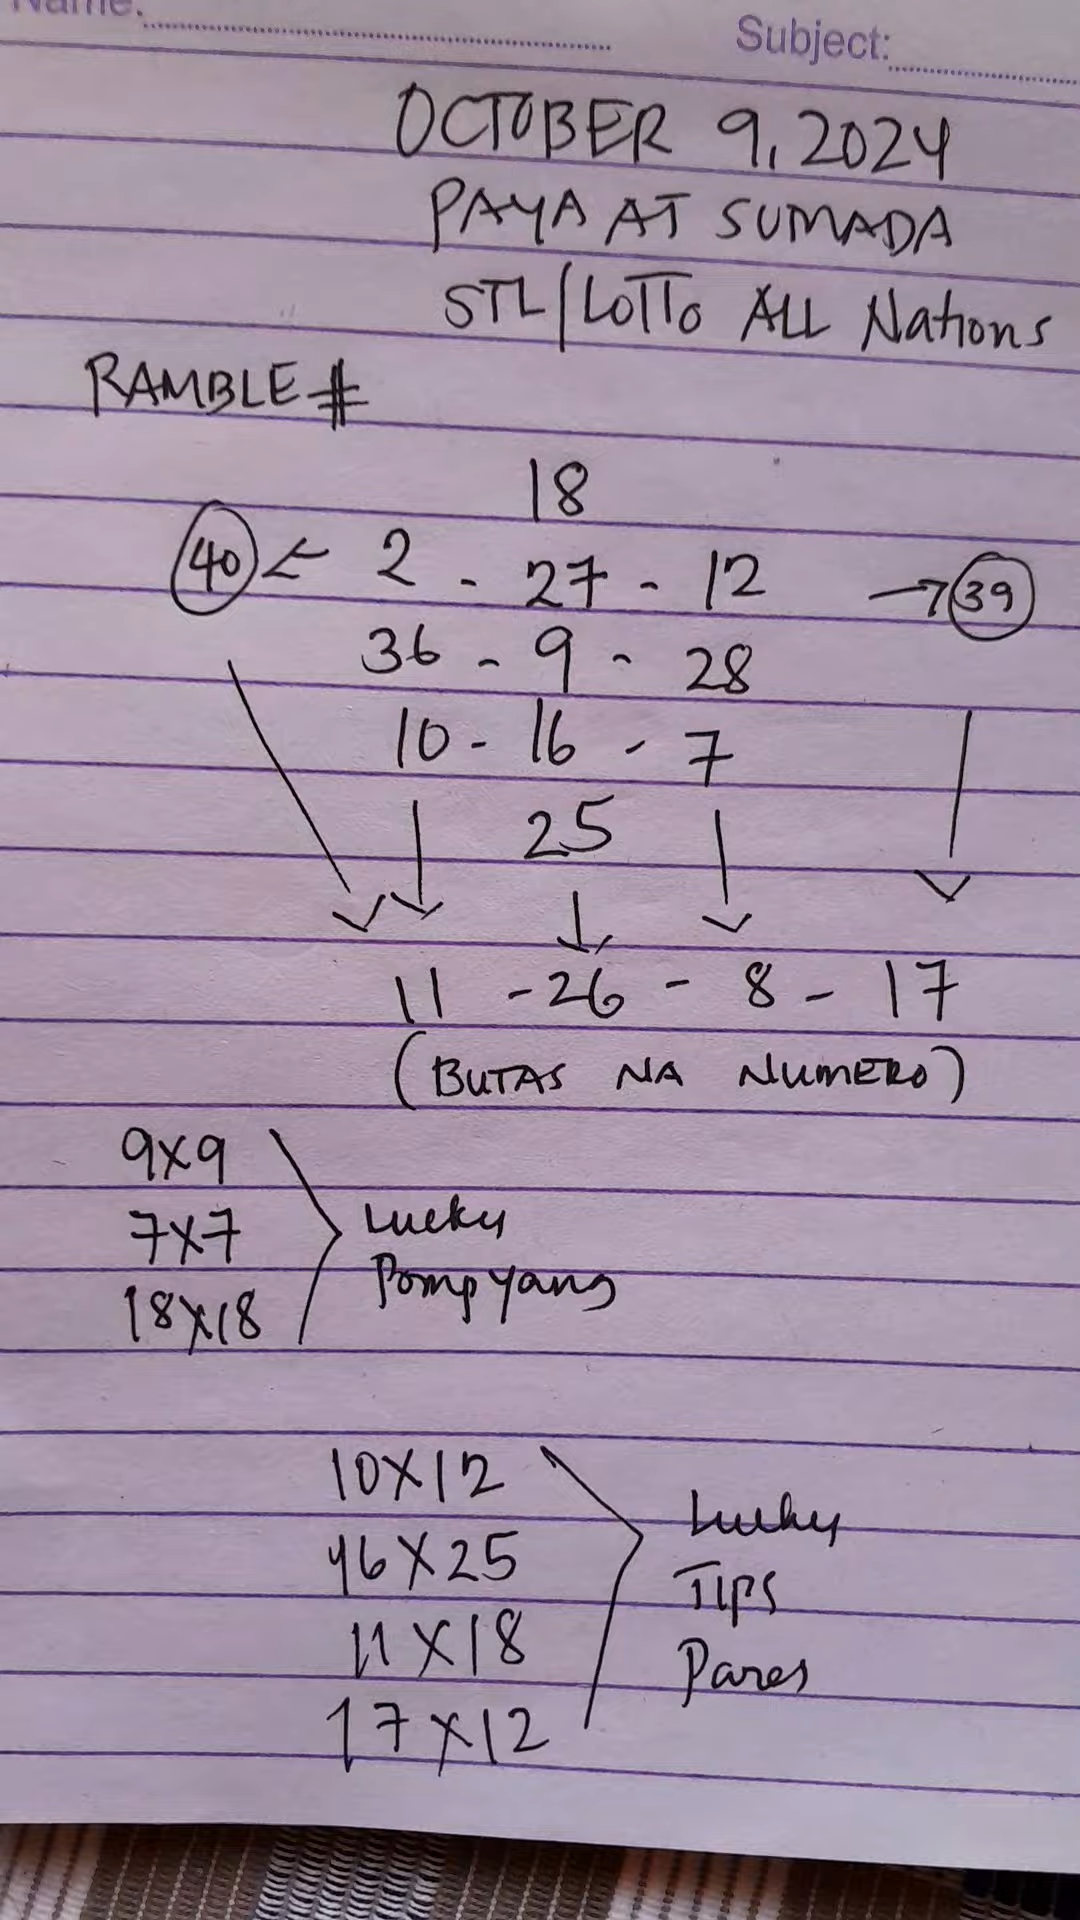 Name:
Subject:
OCTOBER 9, 2024
PAYA AT SUMADA
STL/LOTTO ALL Nations
RAMBLE #
18
40 ← 2 - 27 - 12 → 39
36 - 9 - 28
10 - 16 - 7
25
11 - 26 - 8 - 17
(BUTAS NA NUMERO)
9X9
7X7
18X18
Lucky
Pompyang
10X12
16X25
11X18
17X12
Lucky
TIPS
Pares